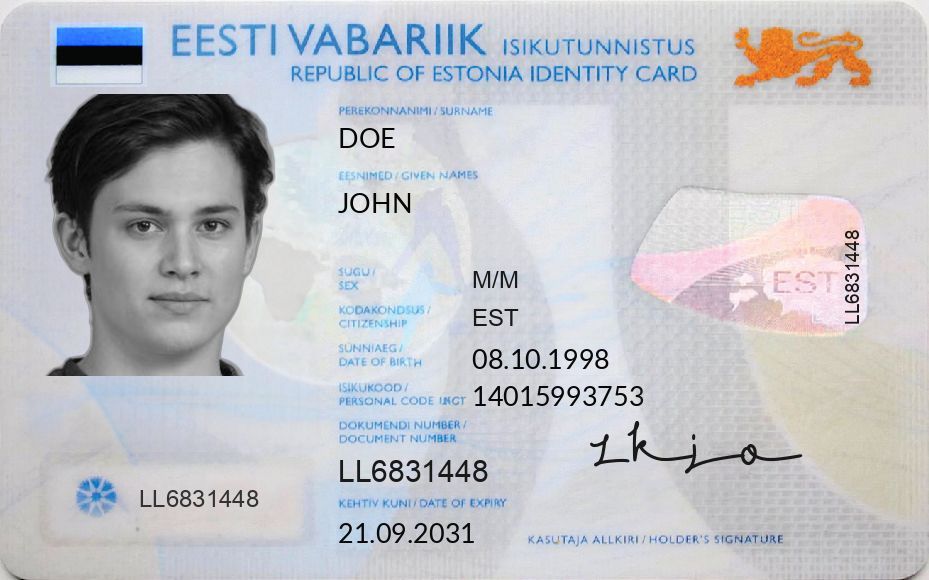 EESTI VABARIIK ISIKUTUNNISTUS
REPUBLIC OF ESTONIA IDENTITY CARD
PEREKONNANIMI / SURNAME
DOE
EESNIMED / GIVEN NAMES
JOHN
SUGU /
SEX
M/M
KODAKONDSUS /
CITIZENSHIP
EST
SÜNNIAEG /
DATE OF BIRTH
08.10.1998
ISIKUKOOD /
PERSONAL CODE
14015993753
DOKUMENDI NUMBER /
DOCUMENT NUMBER
LL6831448
KEHTIV KUNI / DATE OF EXPIRY
21.09.2031
LL6831448
EST
LL6831448
KASUTAJA ALLKIRI / HOLDER'S SIGNATURE